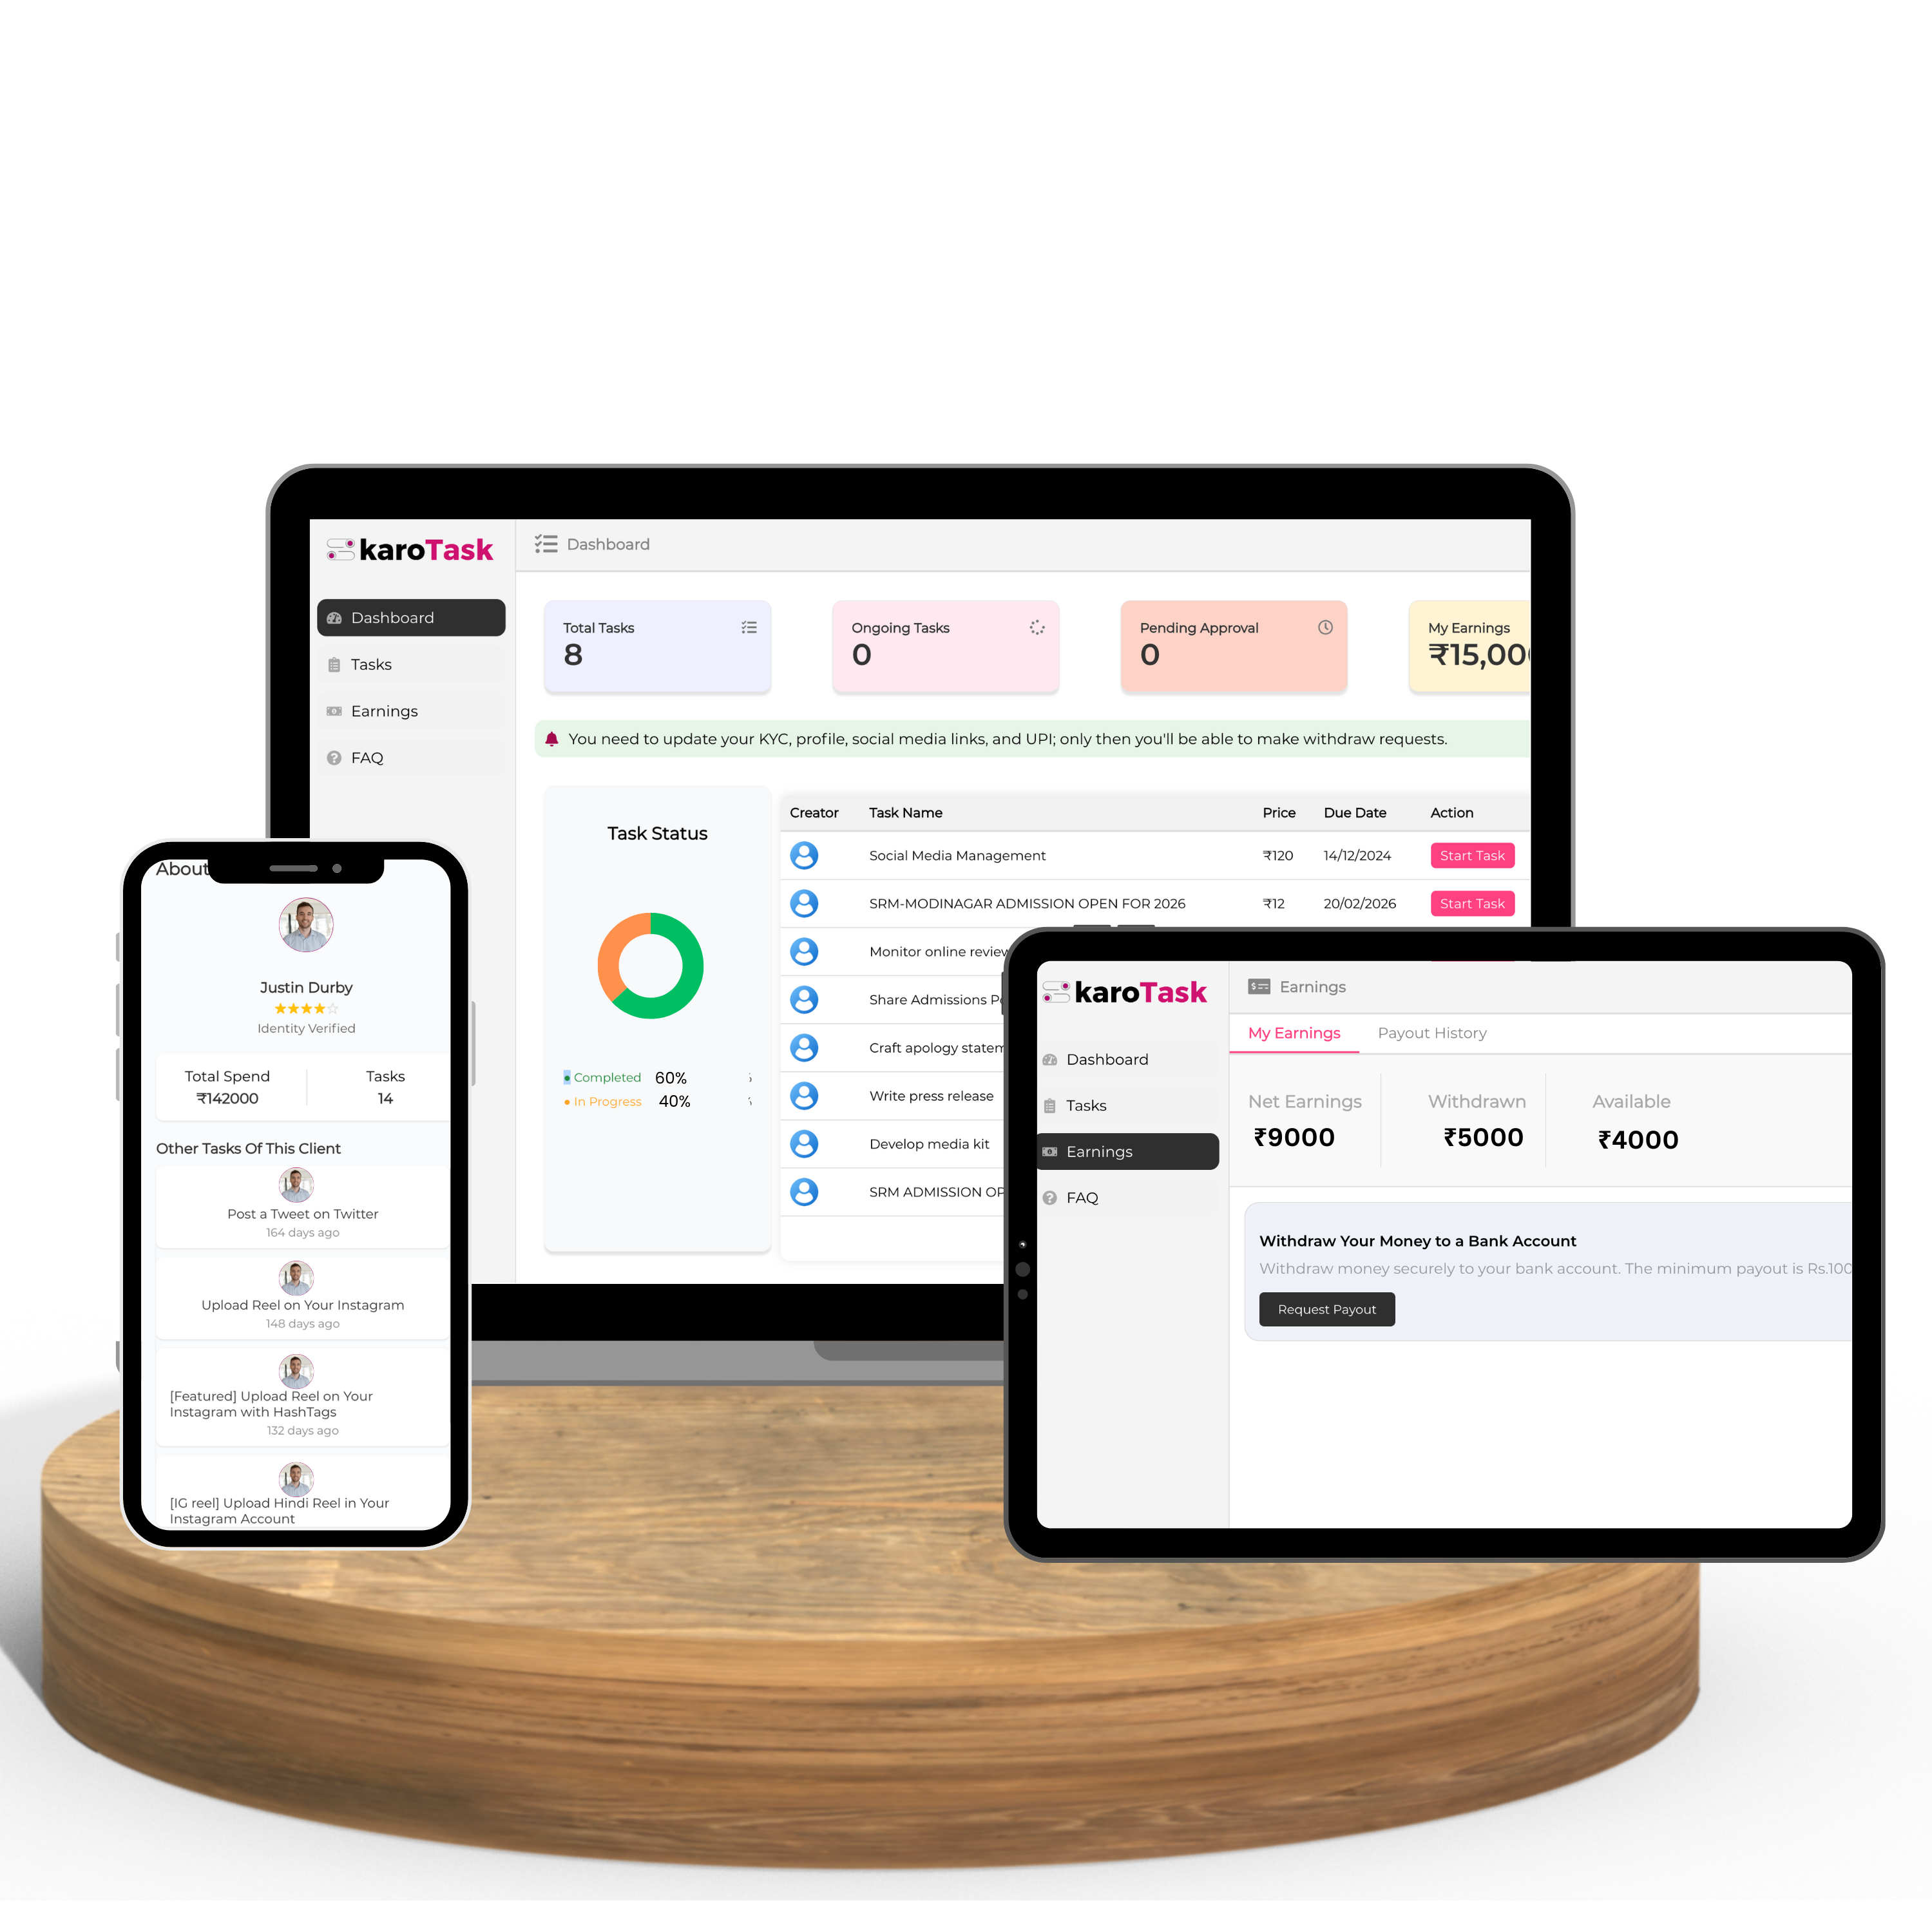 karoTask
Dashboard
Dashboard
Tasks
Earnings
FAQ
Total Tasks
8
Ongoing Tasks
0
Pending Approval
0
My Earnings
₹15,00
You need to update your KYC, profile, social media links, and UPI; only then you'll be able to make withdraw requests.
Task Status
Completed 60%
In Progress 40%
Creator Task Name Price Due Date Action
Social Media Management ₹120 14/12/2024 Start Task
SRM-MODINAGAR ADMISSION OPEN FOR 2026 ₹12 20/02/2026 Start Task
Monitor online review
Share Admissions
Craft apology
Write press release
Develop media kit
SRM ADMISSION
About
Justin Durby
Identity Verified
Total Spend
₹142000
Tasks
14
Other Tasks Of This Client
Post a Tweet on Twitter
164 days ago
Upload Reel on Your Instagram
148 days ago
[Featured] Upload Reel on Your
Instagram with HashTags
132 days ago
[IG reel] Upload Hindi Reel in Your
Instagram Account
karoTask
Dashboard
Tasks
Earnings
FAQ
Earnings
My Earnings Payout History
Net Earnings
₹9000
Withdrawn
₹5000
Available
₹4000
Withdraw Your Money to a Bank Account
Withdraw money securely to your bank account. The minimum payout is Rs.100
Request Payout